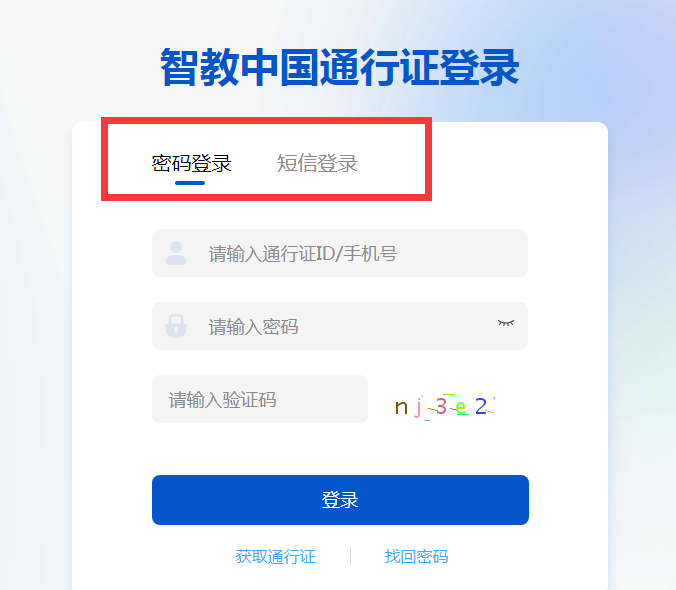 智教中国通行证登录
密码登录 短信登录
请输入通行证ID/手机号
请输入密码
请输入验证码 nj3e2
登录
获取通行证 找回密码